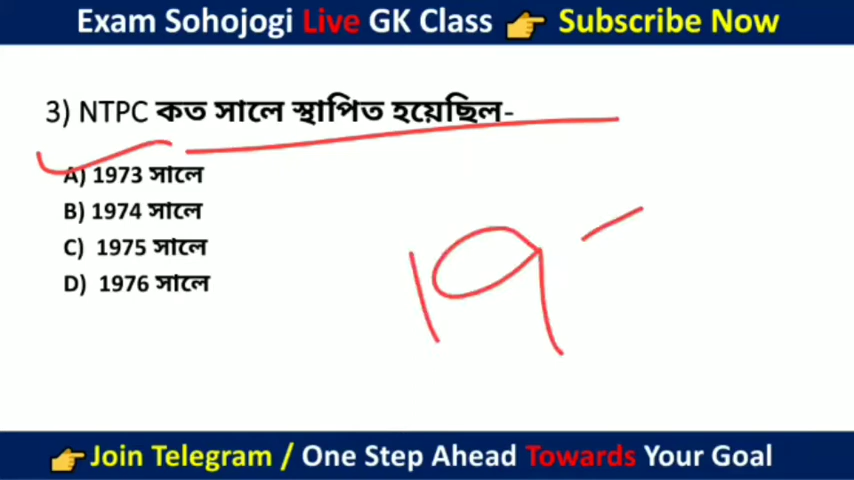 Exam Sohojogi Live GK Class 👉 Subscribe Now
3) NTPC কত সালে স্থাপিত হয়েছিল-
A) 1973 সালে
B) 1974 সালে
C) 1975 সালে
D) 1976 সালে
19
👉 Join Telegram / One Step Ahead Towards Your Goal